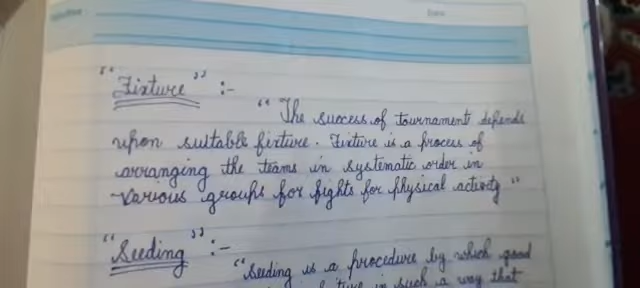 Date
"Fixture" :-
"The success of tournament depends
upon suitable fixture. Fixture is a process of
arranging the teams in systematic order in
various groups for fights for physical activity"
"Seeding" :-
"Seeding is a procedure by which good
in such a way that